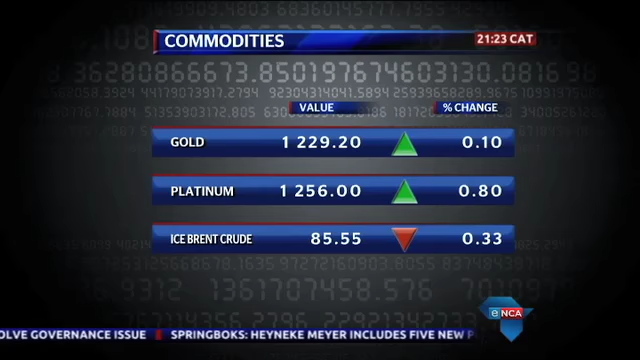 COMMODITIES
21:23 CAT
VALUE % CHANGE
GOLD 1 229.20 0.10
PLATINUM 1 256.00 0.80
ICE BRENT CRUDE 85.55 0.33
eNCA
OLVE GOVERNANCE ISSUE SPRINGBOKS: HEYNEKE MEYER INCLUDES FIVE NEW P